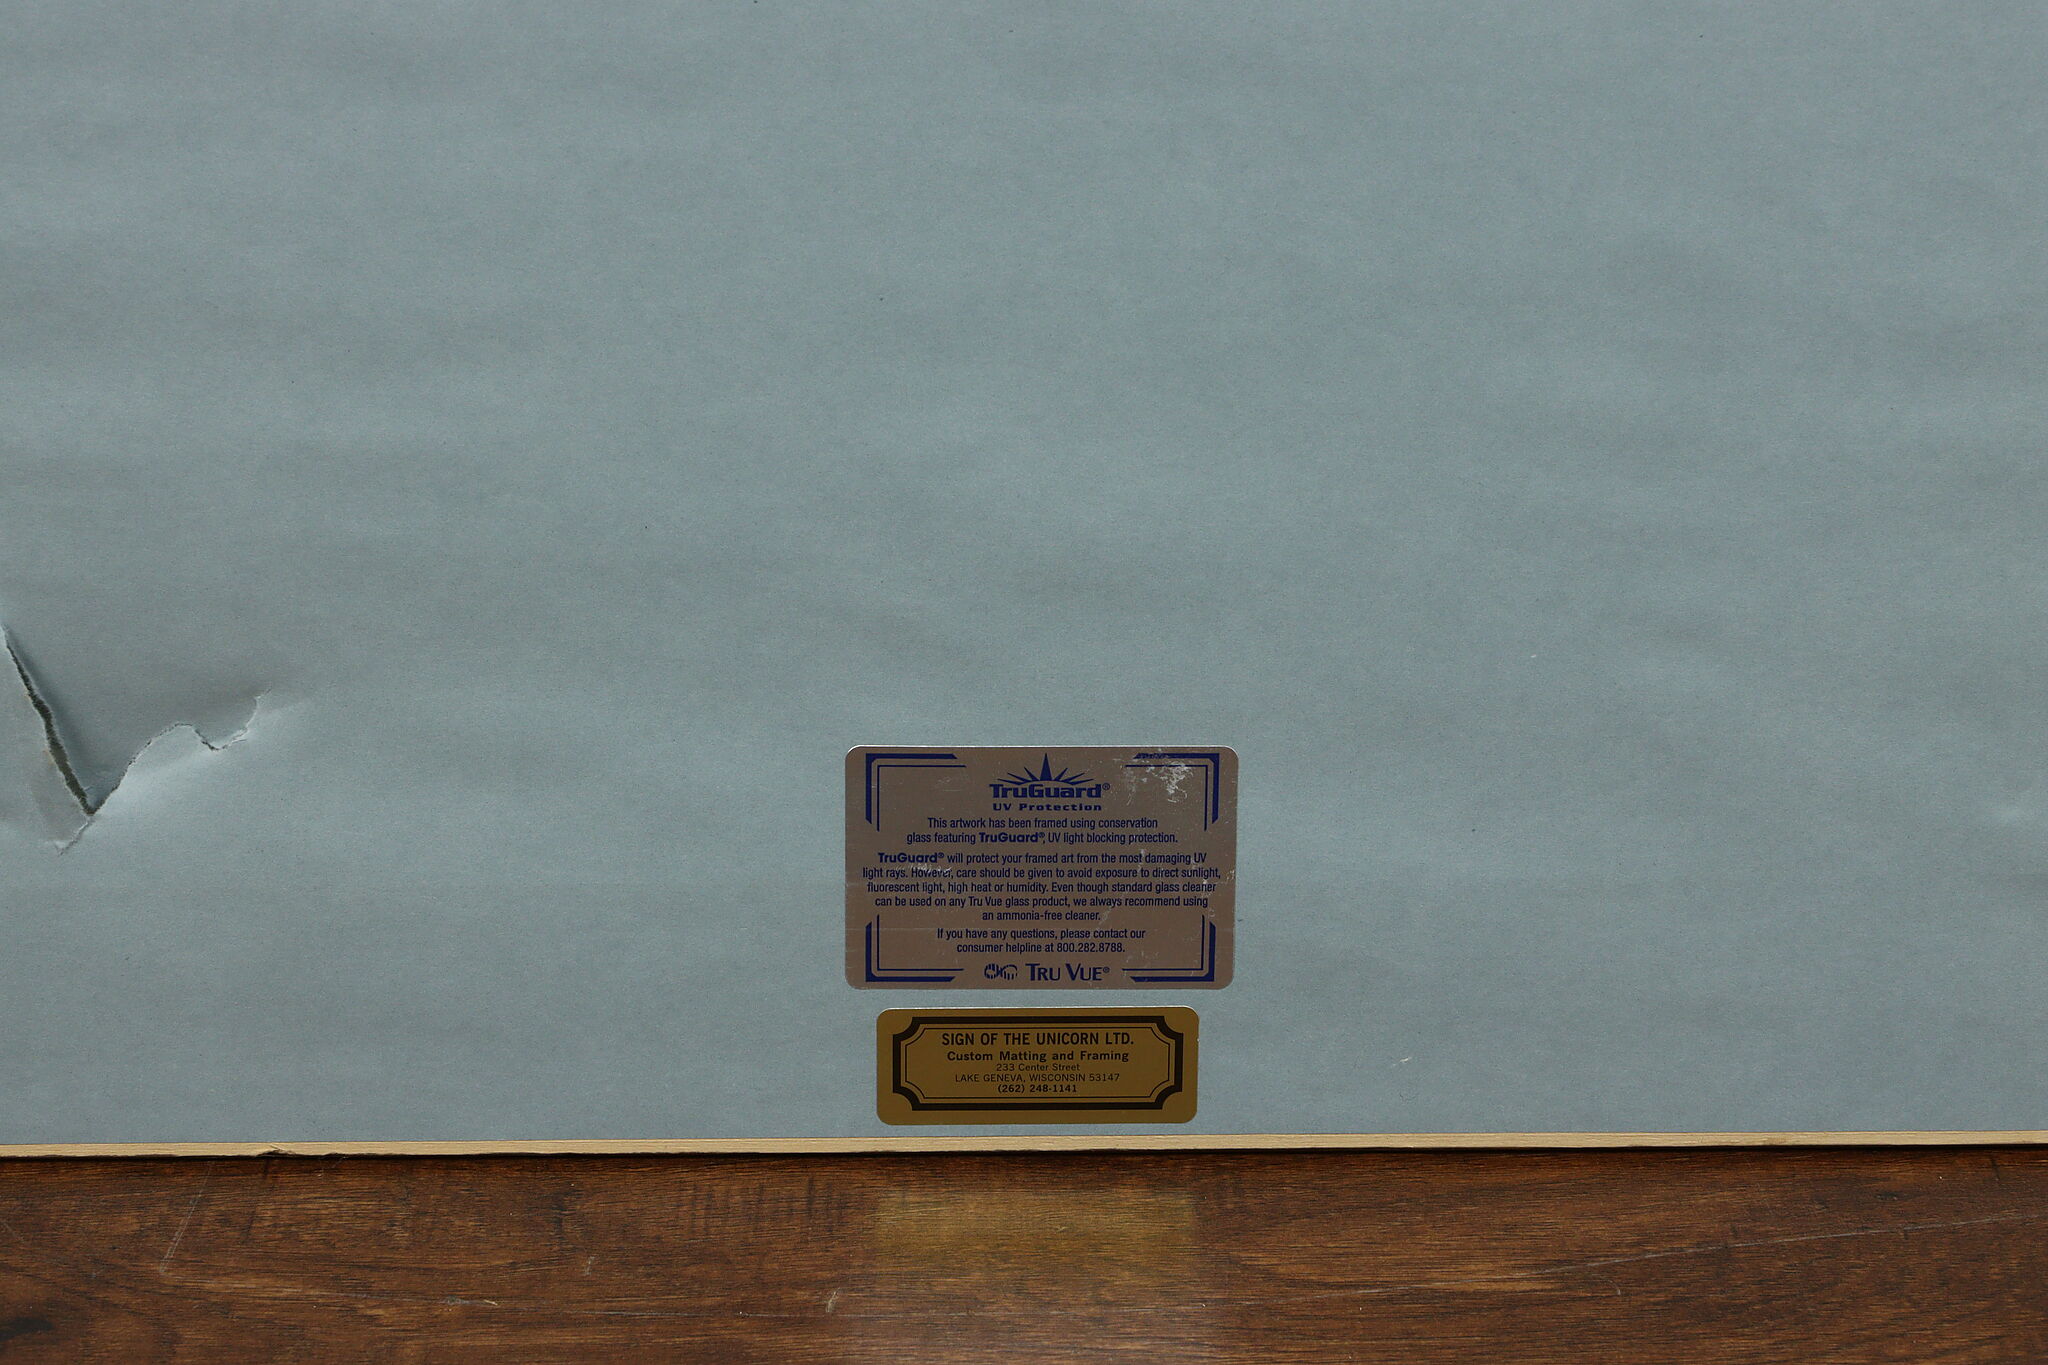 TruGuard®
UV Protection
This artwork has been framed using conservation
glass featuring TruGuard®, UV light blocking protection.
TruGuard® will protect your framed art from the most damaging UV
light rays. However, care should be given to avoid exposure to direct sunlight,
fluorescent light, high heat or humidity. Even though standard glass cleaner
can be used on any Tru Vue glass product, we always recommend using
an ammonia-free cleaner.
If you have any questions, please contact our
consumer helpline at 800.282.8788.
TRU VUE®
SIGN OF THE UNICORN LTD.
Custom Matting and Framing
233 Center Street
LAKE GENEVA, WISCONSIN 53147
(262) 248-1141